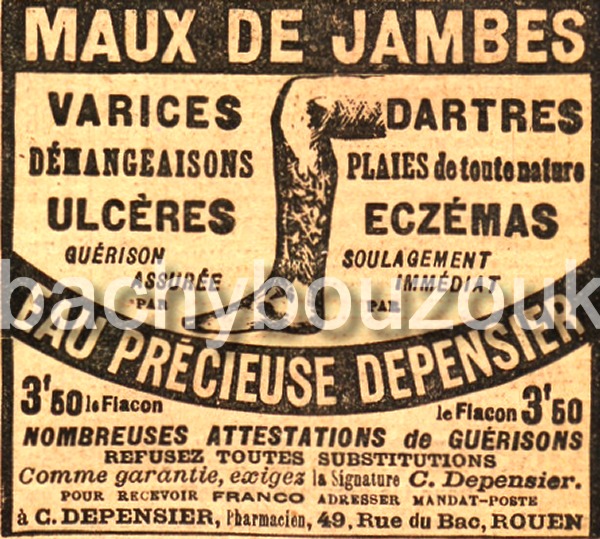 MAUX DE JAMBES
VARICES
DÉMANGEAISONS
ULCÈRES
GUÉRISON
ASSURÉE
PAR
DARTRES
PLAIES de toute nature
ECZÉMAS
SOULAGEMENT
IMMÉDIAT
PAR
bachybouzouk
EAU PRÉCIEUSE DEPENSIER
3f50 le Flacon
le Flacon 3f50
NOMBREUSES ATTESTATIONS de GUÉRISONS
REFUSEZ TOUTES SUBSTITUTIONS
Comme garantie, exigez la Signature C. Depensier.
POUR RECEVOIR FRANCO ADRESSER MANDAT-POSTE
à C. DEPENSIER, Pharmacien, 49, Rue du Bac, ROUEN